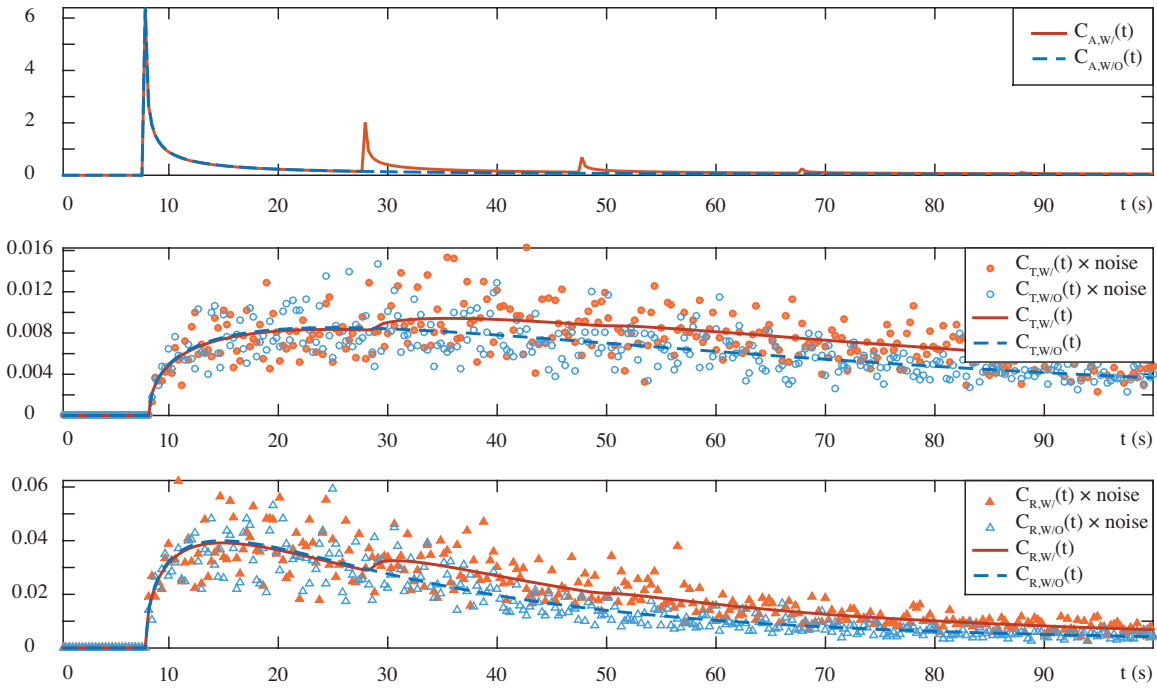 6
4
2
0
C_A,W/(t)
C_A,W/O(t)
0 10 20 30 40 50 60 70 80 90 t (s)
0.016
0.012
0.008
0.004
0
C_T,W/(t) × noise
C_T,W/O(t) × noise
C_T,W/(t)
C_T,W/O(t)
0 10 20 30 40 50 60 70 80 90 t (s)
0.06
0.04
0.02
0
C_R,W/(t) × noise
C_R,W/O(t) × noise
C_R,W/(t)
C_R,W/O(t)
0 10 20 30 40 50 60 70 80 90 t (s)